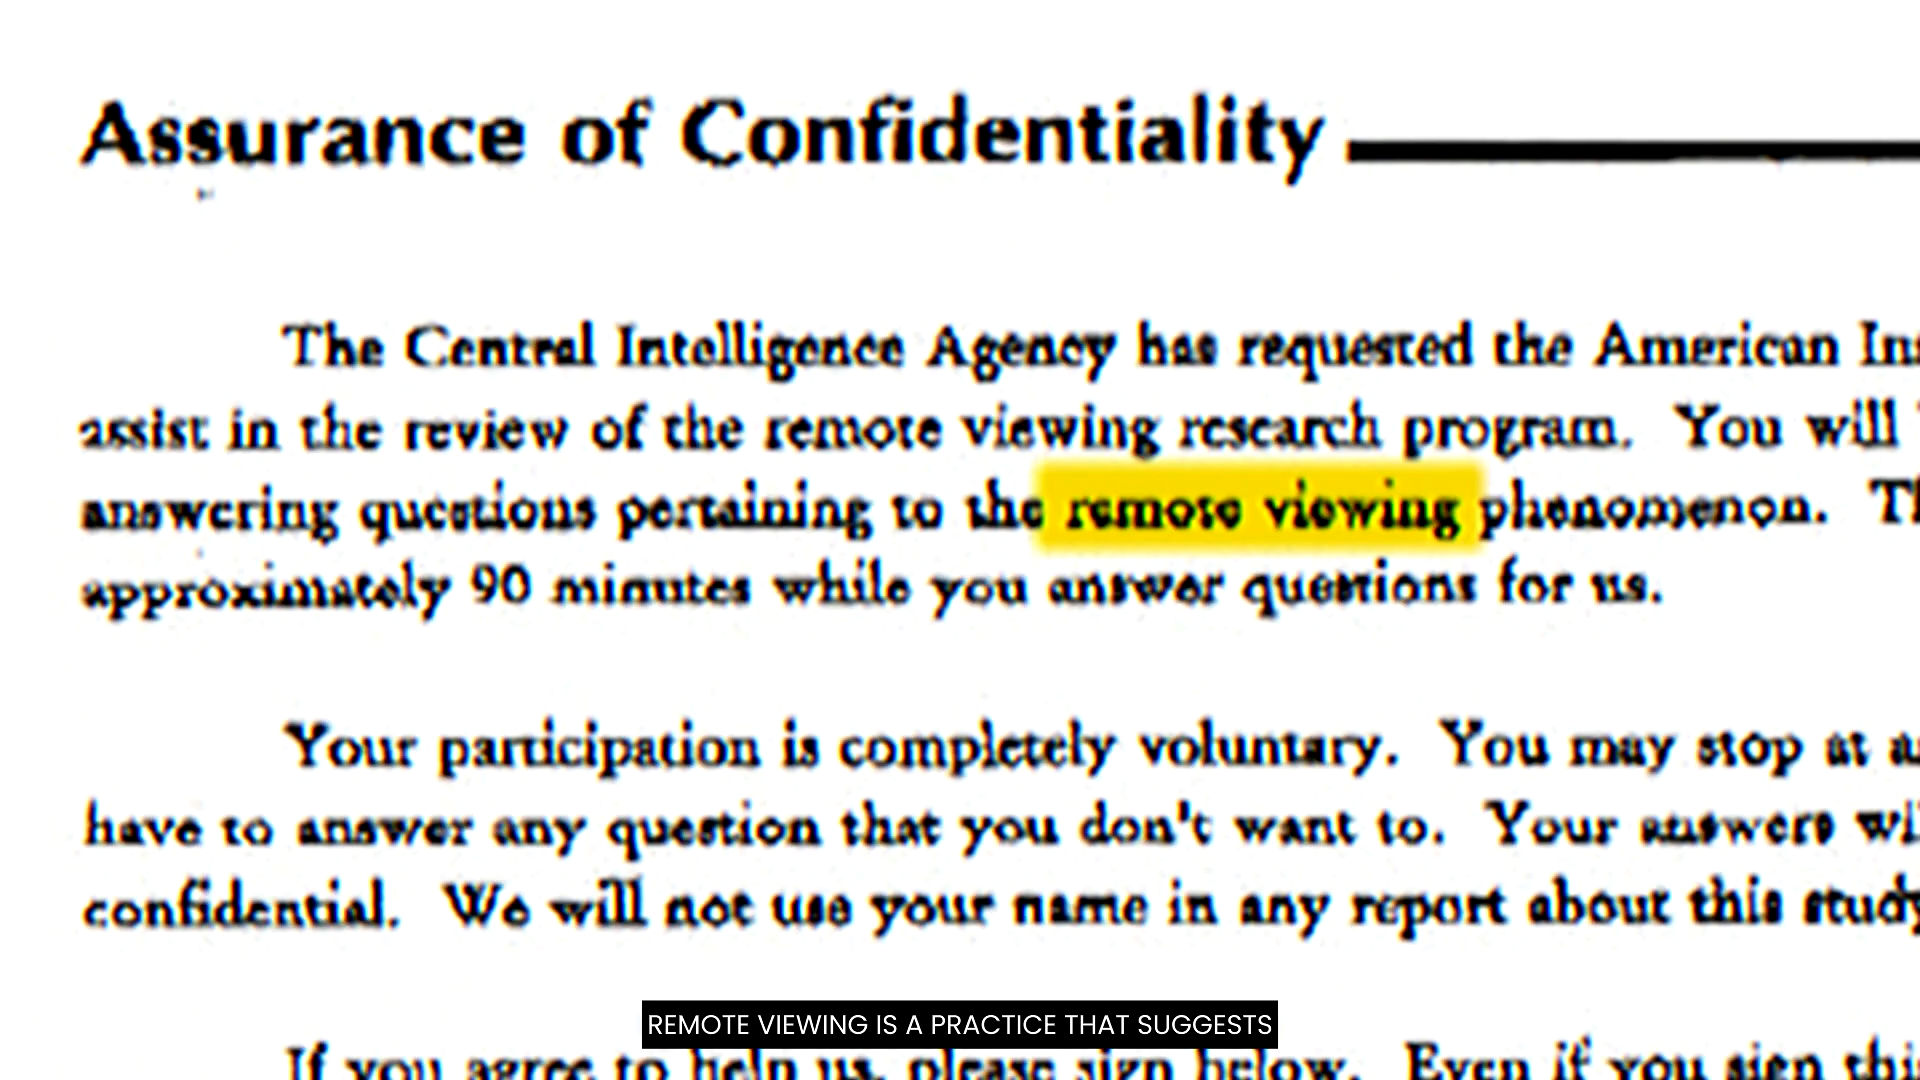 Assurance of Confidentiality
The Central Intelligence Agency has requested the American
assist in the review of the remote viewing research program. You will
answering questions pertaining to the remote viewing phenomenon.
approximately 90 minutes while you answer questions for us.
Your participation is completely voluntary. You may stop at
have to answer any question that you don't want to. Your answers
confidential. We will not use your name in any report about this study
REMOTE VIEWING IS A PRACTICE THAT SUGGESTS
If you agree to help us, please sign below. Even if you sign